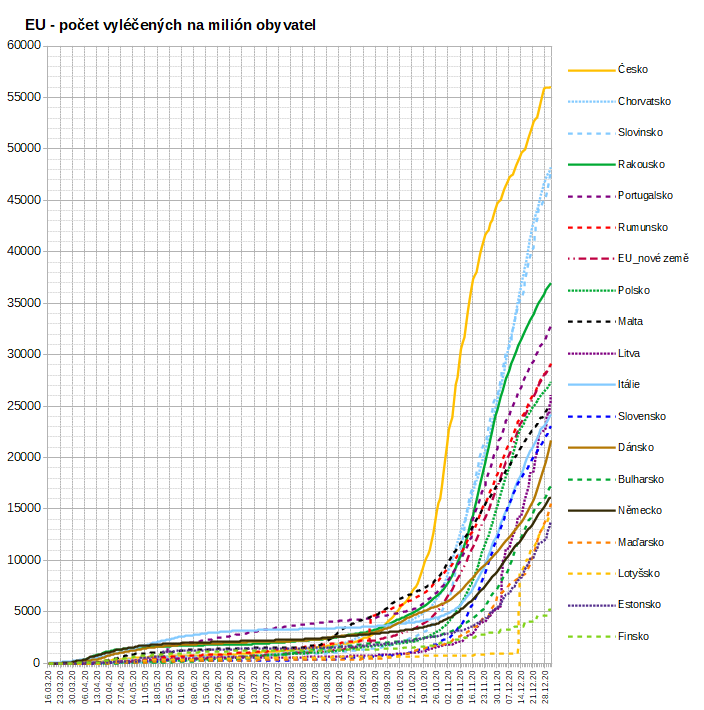 EU - počet vyléčených na milión obyvatel
60000
55000
50000
45000
40000
35000
30000
25000
20000
15000
10000
5000
0
Česko
Chorvatsko
Slovinsko
Rakousko
Portugalsko
Rumunsko
EU_nové země
Polsko
Malta
Litva
Itálie
Slovensko
Dánsko
Bulharsko
Německo
Maďarsko
Lotyšsko
Estonsko
Finsko
16.03.20
23.03.20
30.03.20
06.04.20
13.04.20
20.04.20
27.04.20
04.05.20
11.05.20
18.05.20
25.05.20
01.06.20
08.06.20
15.06.20
22.06.20
29.06.20
06.07.20
13.07.20
20.07.20
27.07.20
03.08.20
10.08.20
17.08.20
24.08.20
31.08.20
07.09.20
14.09.20
21.09.20
28.09.20
05.10.20
12.10.20
19.10.20
26.10.20
02.11.20
09.11.20
16.11.20
23.11.20
30.11.20
07.12.20
14.12.20
21.12.20
28.12.20